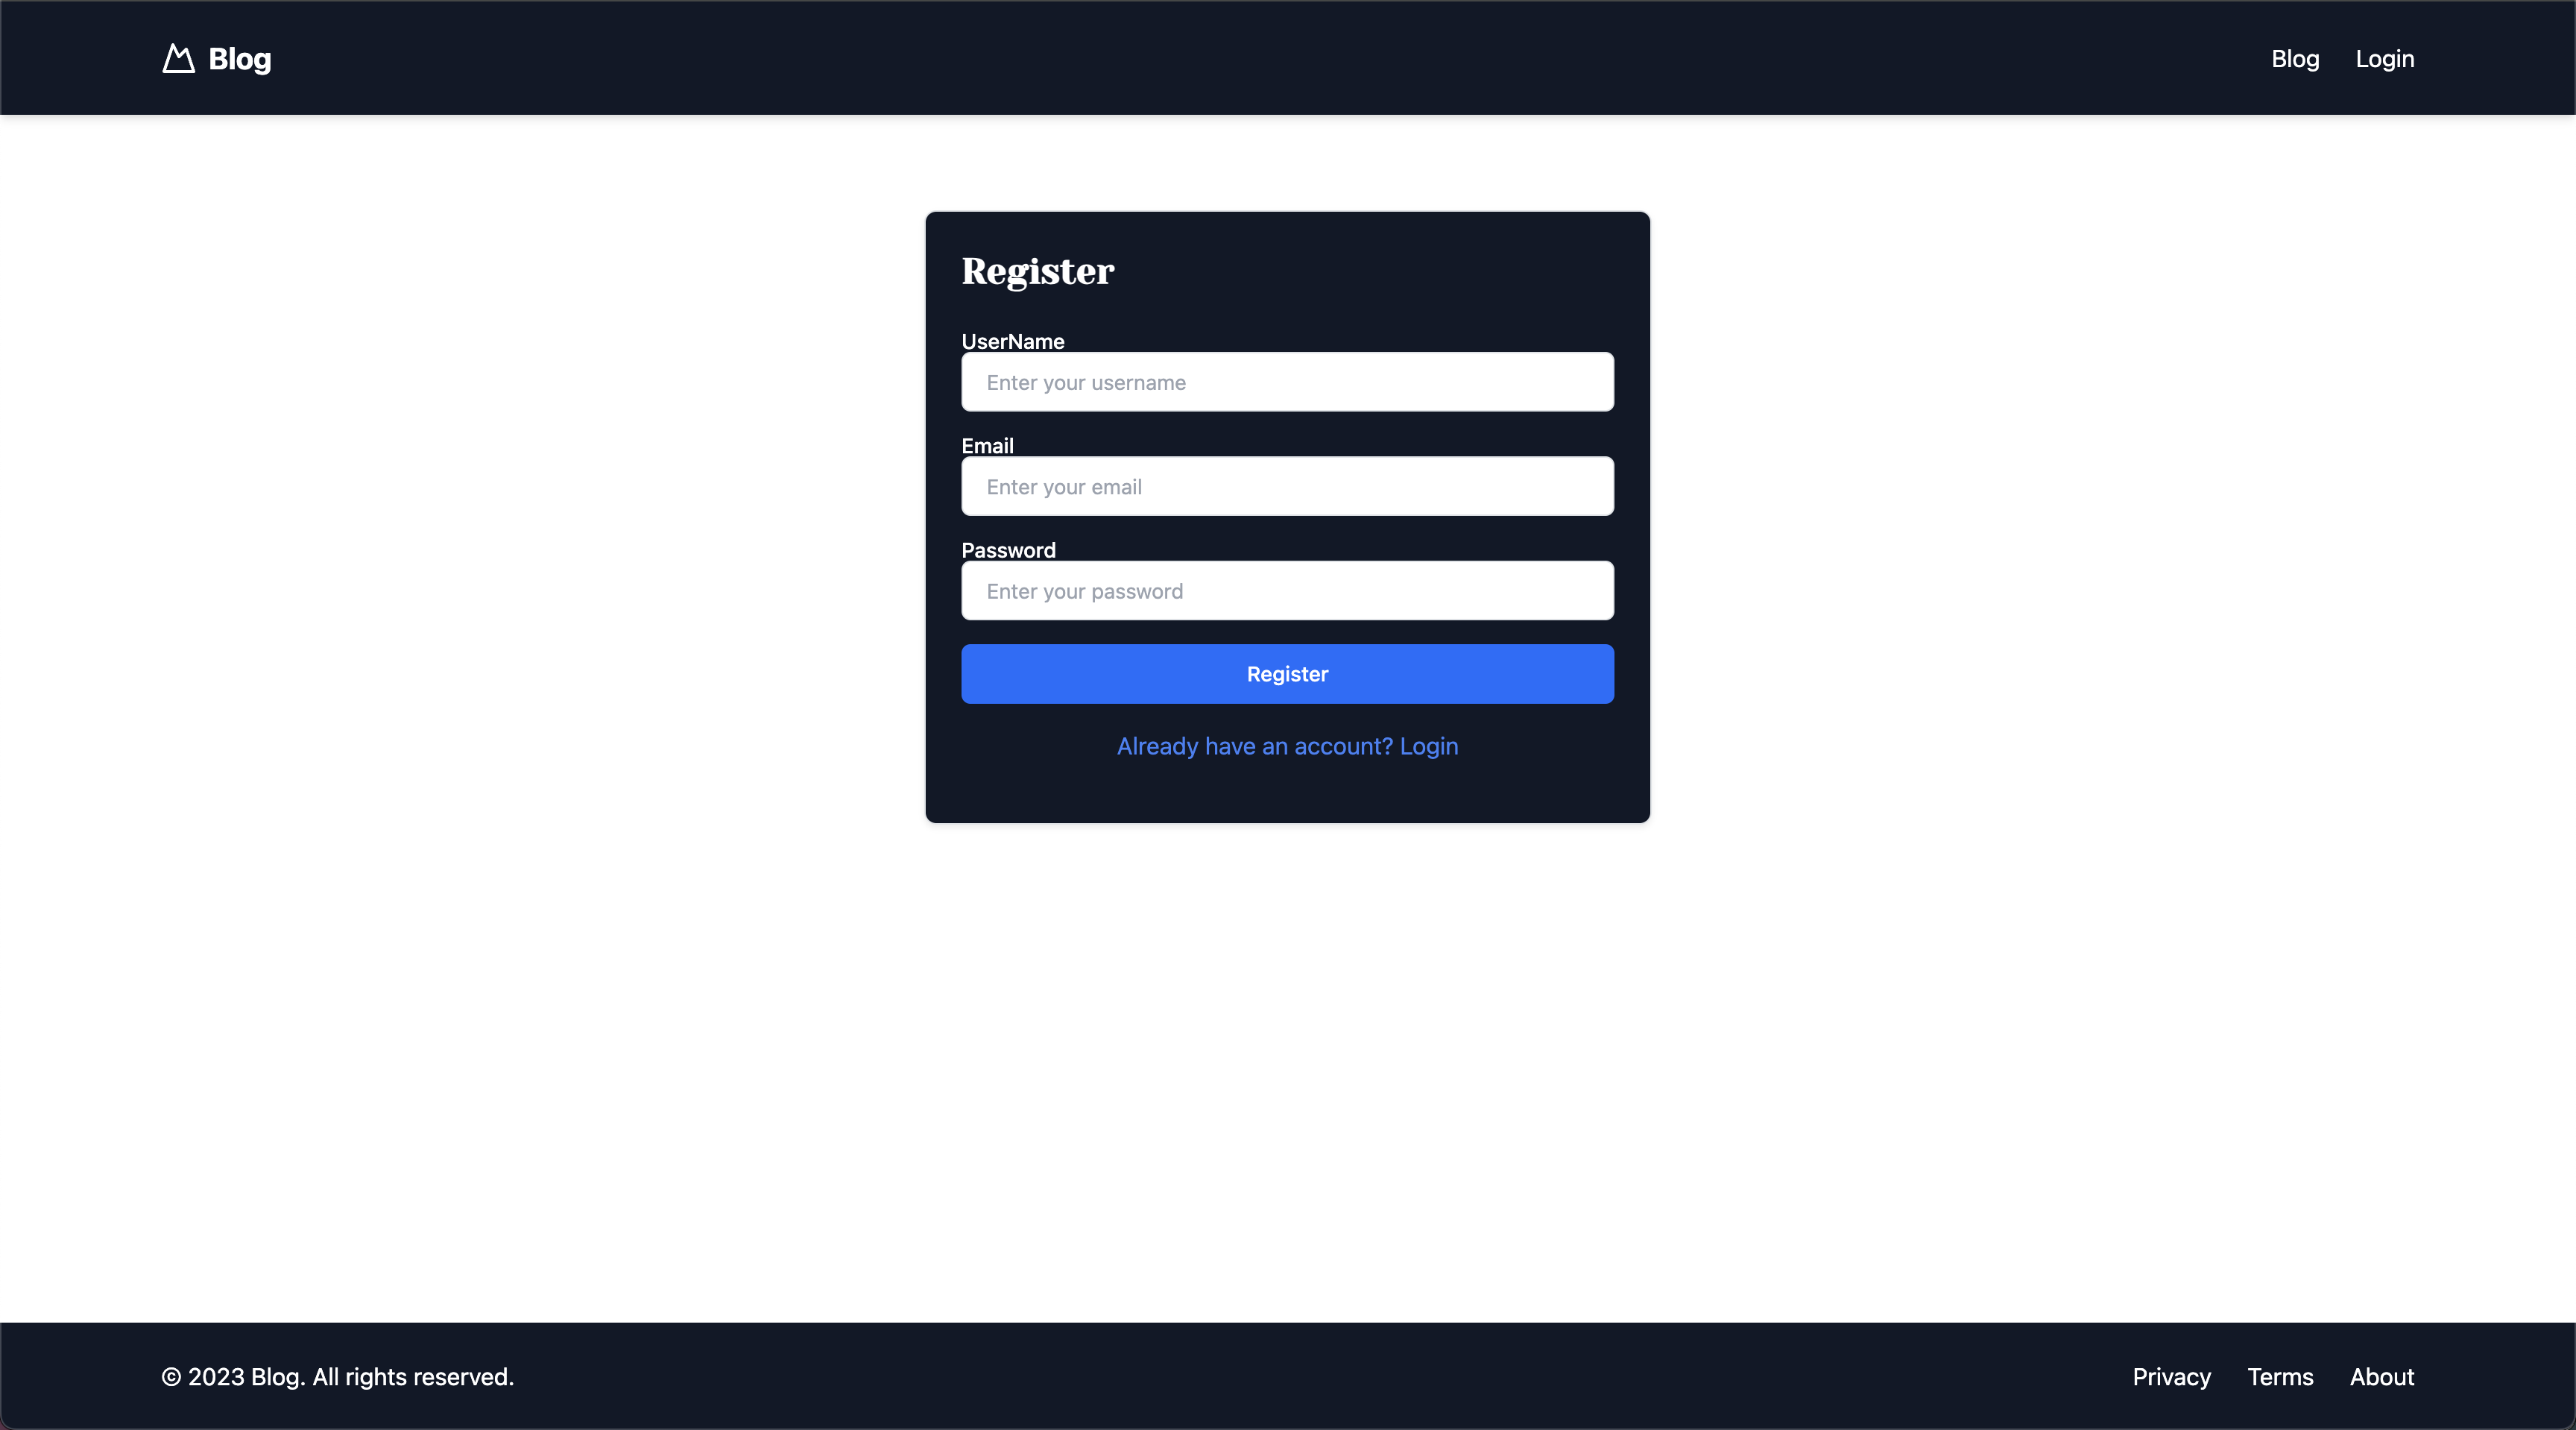 Blog
Blog Login
Register
UserName
Enter your username
Email
Enter your email
Password
Enter your password
Register
Already have an account? Login
© 2023 Blog. All rights reserved.
Privacy Terms About